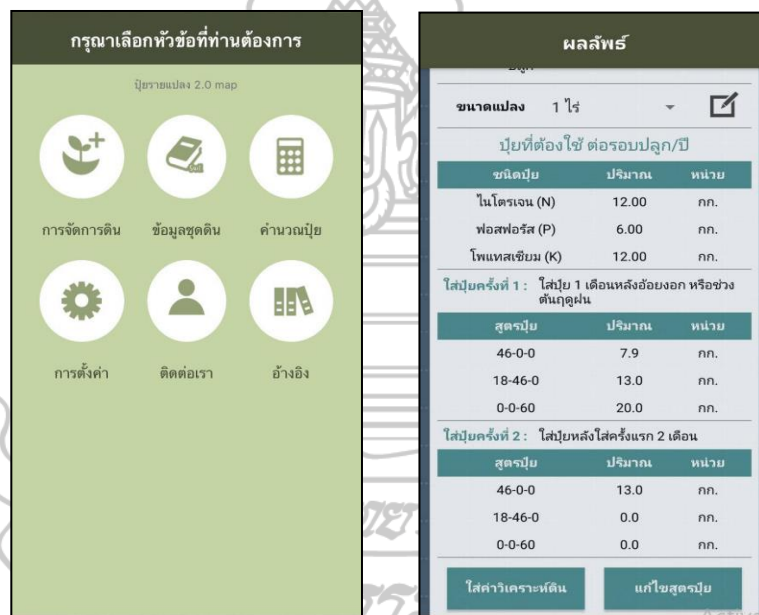 กรุณาเลือกหัวข้อที่ท่านต้องการ
ปุ๋ยรายแปลง 2.0 map
การจัดการดิน ข้อมูลชุดดิน คำนวณปุ๋ย
การตั้งค่า ติดต่อเรา อ้างอิง
ผลลัพธ์
ขนาดแปลง 1 ไร่
ปุ๋ยที่ต้องใช้ ต่อรอบปลูก/ปี
ชนิดปุ๋ย ปริมาณ หน่วย
ไนโตรเจน (N) 12.00 กก.
ฟอสฟอรัส (P) 6.00 กก.
โพแทสเซียม (K) 12.00 กก.
ใส่ปุ๋ยครั้งที่ 1 : ใส่ปุ๋ย 1 เดือนหลังอ้อยงอก หรือช่วง
ต้นฤดูฝน
สูตรปุ๋ย ปริมาณ หน่วย
46-0-0 7.9 กก.
18-46-0 13.0 กก.
0-0-60 20.0 กก.
ใส่ปุ๋ยครั้งที่ 2 : ใส่ปุ๋ยหลังใส่ครั้งแรก 2 เดือน
สูตรปุ๋ย ปริมาณ หน่วย
46-0-0 13.0 กก.
18-46-0 0.0 กก.
0-0-60 0.0 กก.
ใส่ค่าวิเคราะห์ดิน แก้ไขสูตรปุ๋ย